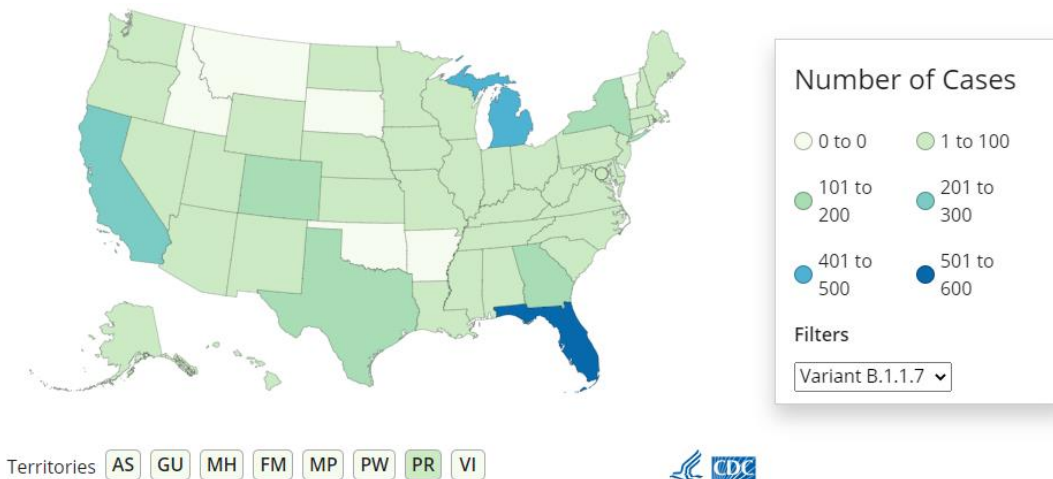 Number of Cases
0 to 0
1 to 100
101 to
200
201 to
300
401 to
500
501 to
600
Filters
Variant B.1.1.7
Territories AS GU MH FM MP PW PR VI
CDC